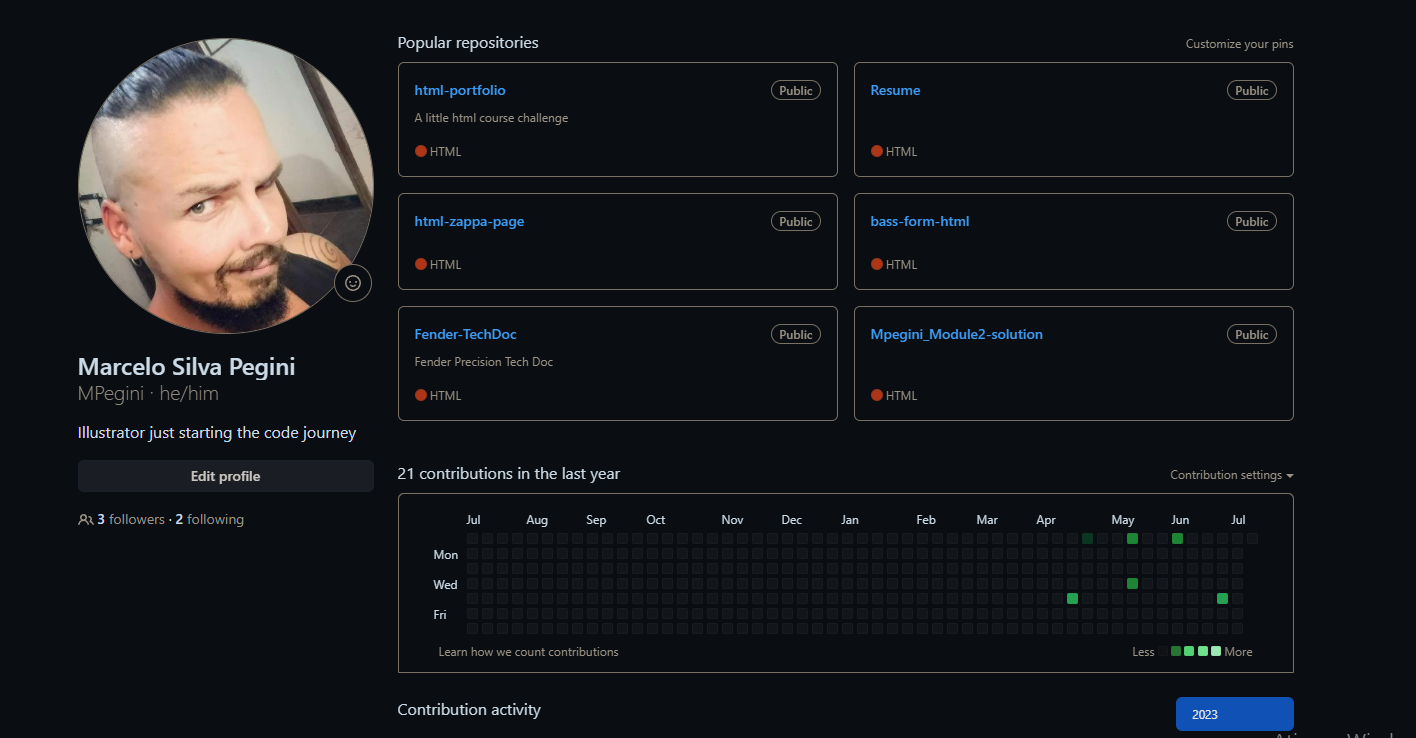 Popular repositories
Customize your pins
html-portfolio
Public
A little html course challenge
HTML
Resume
Public
HTML
html-zappa-page
Public
HTML
bass-form-html
Public
HTML
Fender-TechDoc
Public
Fender Precision Tech Doc
HTML
Mpegini_Module2-solution
Public
HTML
Marcelo Silva Pegini
MPegini · he/him
Illustrator just starting the code journey
Edit profile
3 followers · 2 following
21 contributions in the last year
Contribution settings
Jul Aug Sep Oct Nov Dec Jan Feb Mar Apr May Jun Jul
Mon
Wed
Fri
Learn how we count contributions
Less More
Contribution activity
2023